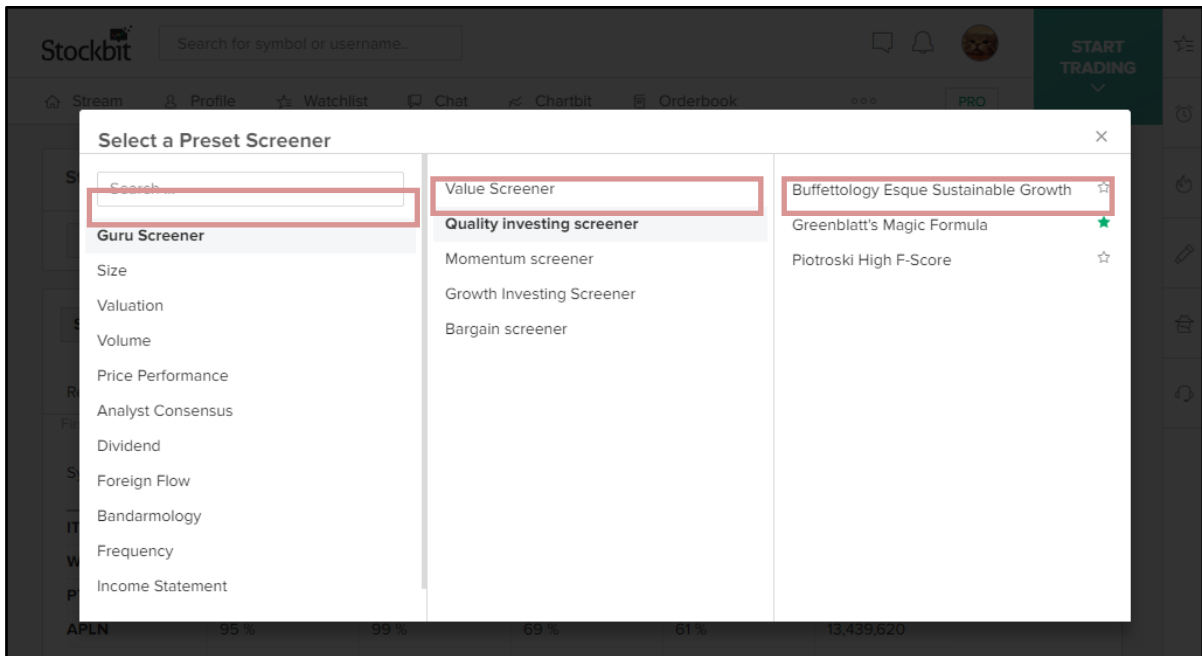 Stockbit
Search for symbol or username..
START
TRADING
Stream Profile Watchlist Chat Chartbit Orderbook PRO
Select a Preset Screener
Search ...
Guru Screener
Size
Valuation
Volume
Price Performance
Analyst Consensus
Dividend
Foreign Flow
Bandarmology
Frequency
Income Statement
Value Screener
Quality investing screener
Momentum screener
Growth Investing Screener
Bargain screener
Buffettology Esque Sustainable Growth
Greenblatt's Magic Formula
Piotroski High F-Score
APLN 95 % 99 % 69 % 61 % 13,439,620